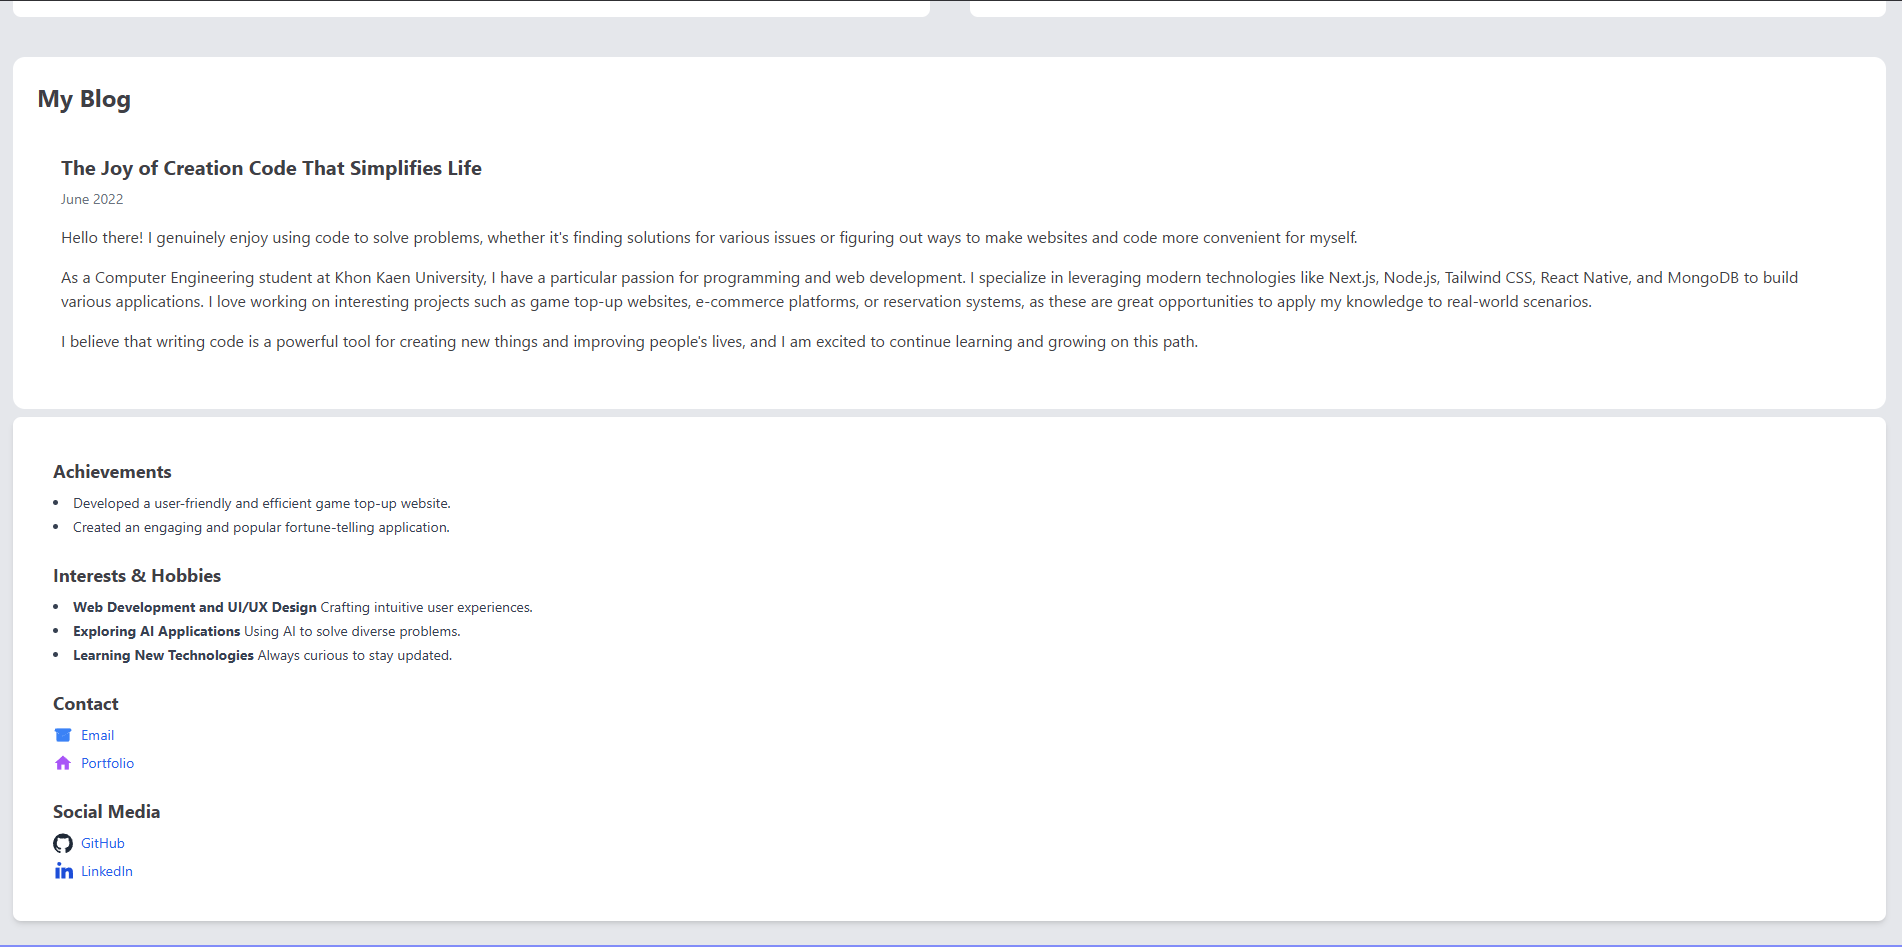 My Blog
The Joy of Creation Code That Simplifies Life
June 2022
Hello there! I genuinely enjoy using code to solve problems, whether it's finding solutions for various issues or figuring out ways to make websites and code more convenient for myself.
As a Computer Engineering student at Khon Kaen University, I have a particular passion for programming and web development. I specialize in leveraging modern technologies like Next.js, Node.js, Tailwind CSS, React Native, and MongoDB to build
various applications. I love working on interesting projects such as game top-up websites, e-commerce platforms, or reservation systems, as these are great opportunities to apply my knowledge to real-world scenarios.
I believe that writing code is a powerful tool for creating new things and improving people's lives, and I am excited to continue learning and growing on this path.
Achievements
• Developed a user-friendly and efficient game top-up website.
• Created an engaging and popular fortune-telling application.
Interests & Hobbies
• Web Development and UI/UX Design Crafting intuitive user experiences.
• Exploring AI Applications Using AI to solve diverse problems.
• Learning New Technologies Always curious to stay updated.
Contact
Email
Portfolio
Social Media
GitHub
LinkedIn